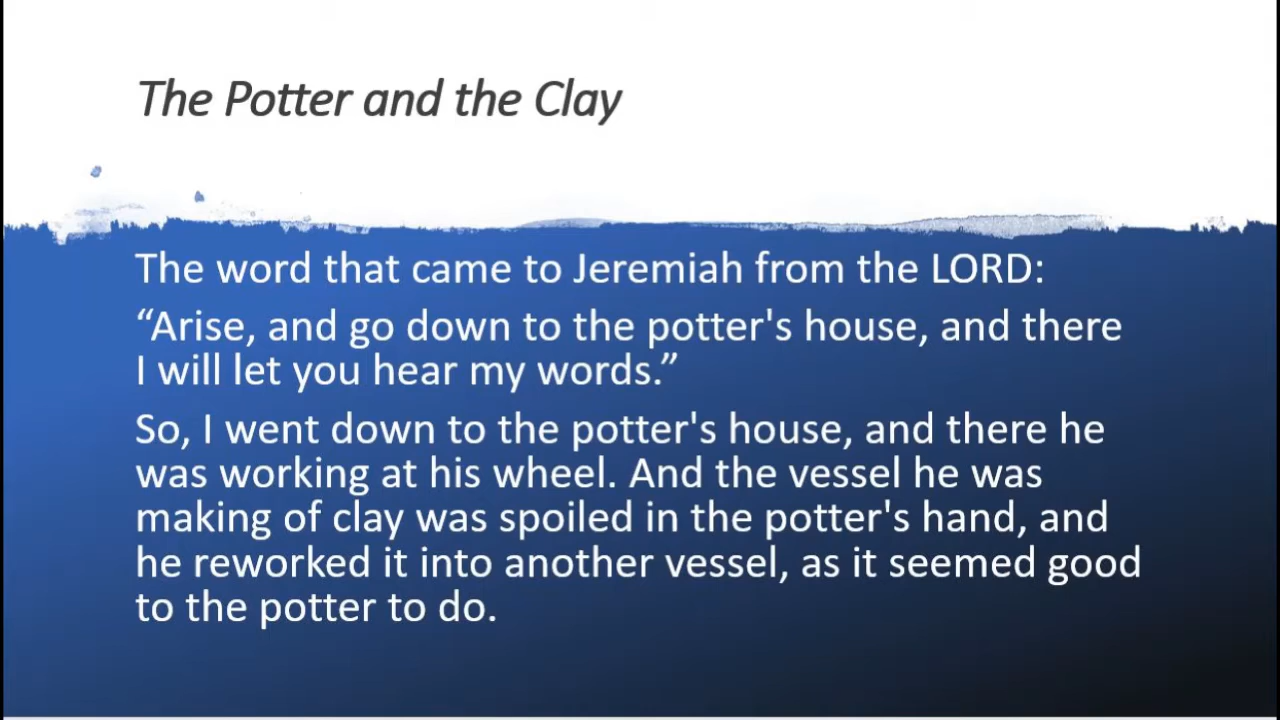 The Potter and the Clay
The word that came to Jeremiah from the LORD:
“Arise, and go down to the potter's house, and there
I will let you hear my words.”
So, I went down to the potter's house, and there he
was working at his wheel. And the vessel he was
making of clay was spoiled in the potter's hand, and
he reworked it into another vessel, as it seemed good
to the potter to do.